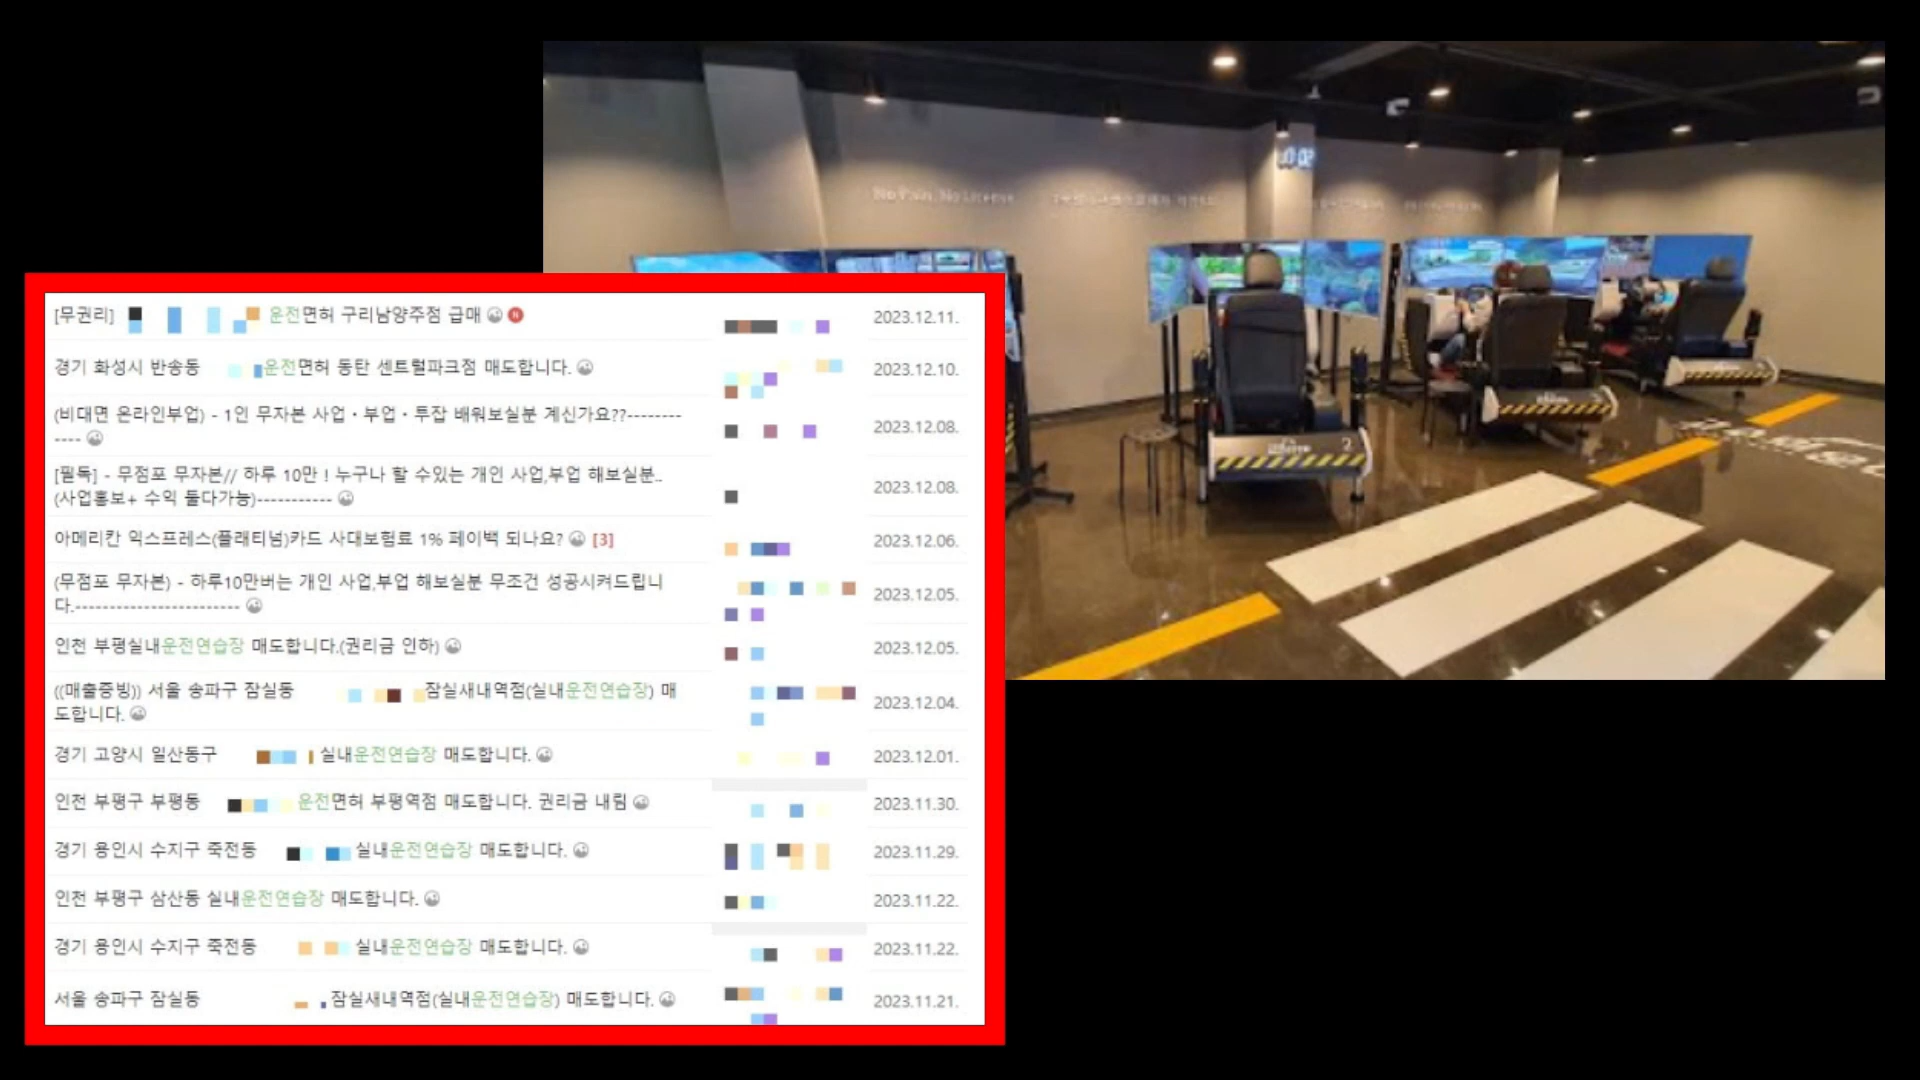 No Pain, No License
[무권리] 운전면허 구리남양주점 급매 N
2023.12.11.
경기 화성시 반송동 운전면허 동탄 센트럴파크점 매도합니다.
2023.12.10.
(비대면 온라인부업) - 1인 무자본 사업・부업・투잡 배워보실분 계신가요??--------
----
2023.12.08.
[필독] - 무점포 무자본// 하루 10만 ! 누구나 할 수있는 개인 사업,부업 해보실분..
(사업홍보+ 수익 둘다가능)-----------
2023.12.08.
아메리칸 익스프레스(플래티넘)카드 사대보험료 1% 페이백 되나요? [3]
2023.12.06.
(무점포 무자본) - 하루10만버는 개인 사업,부업 해보실분 무조건 성공시켜드립니
다.------------------------
2023.12.05.
인천 부평실내운전연습장 매도합니다.(권리금 인하)
2023.12.05.
((매출증빙)) 서울 송파구 잠실동 잠실새내역점(실내운전연습장) 매
도합니다.
2023.12.04.
경기 고양시 일산동구 실내운전연습장 매도합니다.
2023.12.01.
인천 부평구 부평동 운전면허 부평역점 매도합니다. 권리금 내림
2023.11.30.
경기 용인시 수지구 죽전동 실내운전연습장 매도합니다.
2023.11.29.
인천 부평구 삼산동 실내운전연습장 매도합니다.
2023.11.22.
경기 용인시 수지구 죽전동 실내운전연습장 매도합니다.
2023.11.22.
서울 송파구 잠실동 잠실새내역점(실내운전연습장) 매도합니다.
2023.11.21.